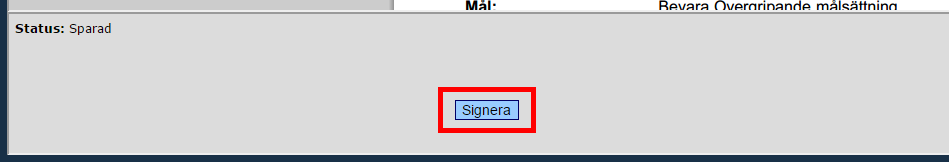 Mål: Bevara Övergripande målsättning
Status: Sparad
Signera